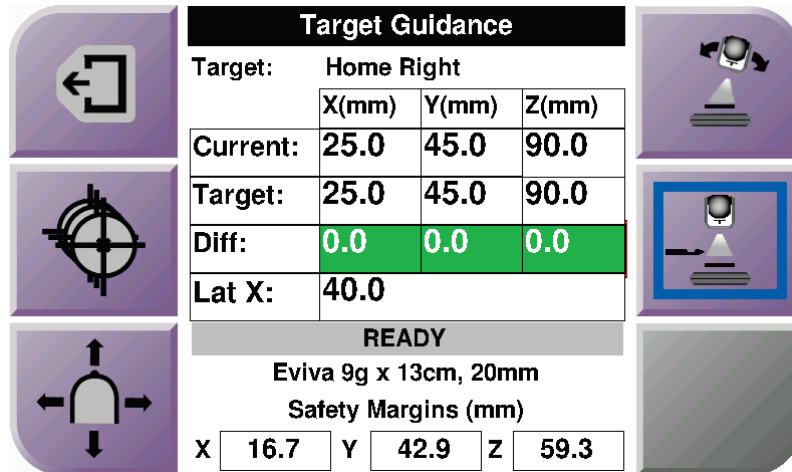 Target Guidance
Target: Home Right
X(mm) Y(mm) Z(mm)
Current: 25.0 45.0 90.0
Target: 25.0 45.0 90.0
Diff: 0.0 0.0 0.0
Lat X: 40.0
READY
Eviva 9g x 13cm, 20mm
Safety Margins (mm)
X 16.7 Y 42.9 Z 59.3